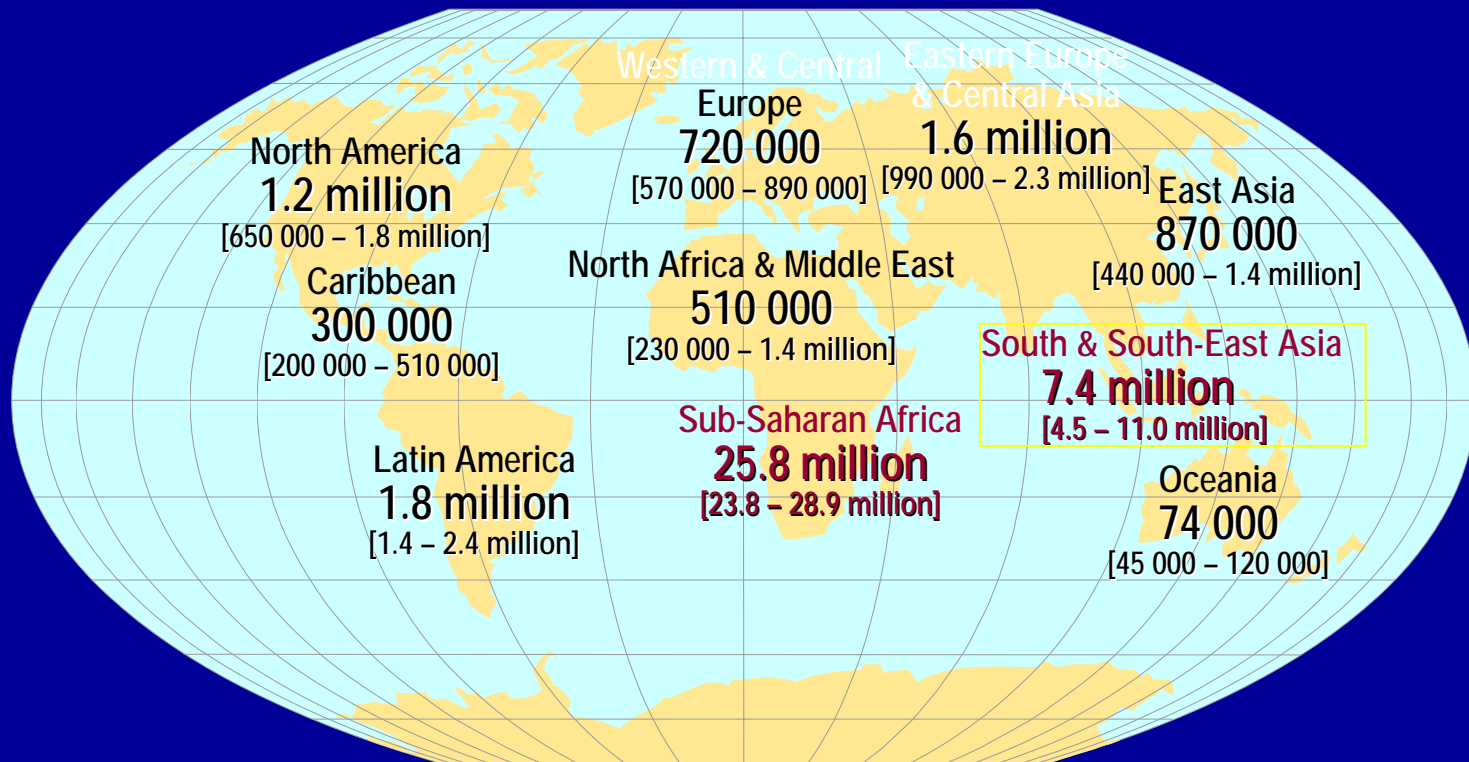 Western & Central
Europe
720 000
[570 000 – 890 000]
Eastern Europe
& Central Asia
1.6 million
[990 000 – 2.3 million]
North America
1.2 million
[650 000 – 1.8 million]
East Asia
870 000
[440 000 – 1.4 million]
Caribbean
300 000
[200 000 – 510 000]
North Africa & Middle East
510 000
[230 000 – 1.4 million]
South & South-East Asia
7.4 million
[4.5 – 11.0 million]
Sub-Saharan Africa
25.8 million
[23.8 – 28.9 million]
Latin America
1.8 million
[1.4 – 2.4 million]
Oceania
74 000
[45 000 – 120 000]